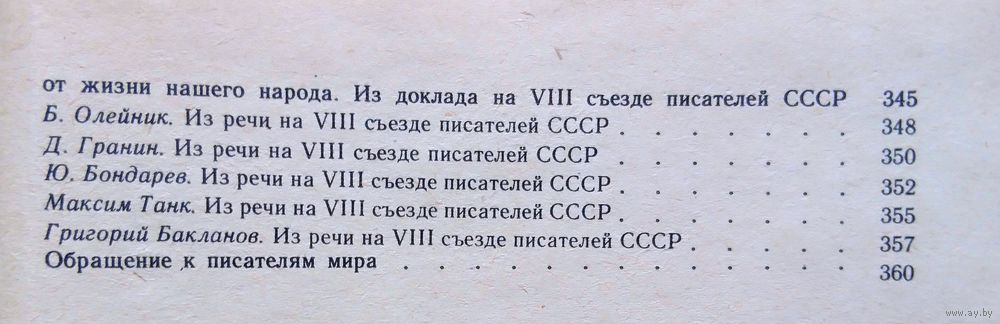 от жизни нашего народа. Из доклада на VIII съезде писателей СССР 345
Б. Олейник. Из речи на VIII съезде писателей СССР . . . . . . . 348
Д. Гранин. Из речи на VIII съезде писателей СССР . . . . . . . 350
Ю. Бондарев. Из речи на VIII съезде писателей СССР . . . . . . . 352
Максим Танк. Из речи на VIII съезде писателей СССР . . . . . . . 355
Григорий Бакланов. Из речи на VIII съезде писателей СССР . . . . . 357
Обращение к писателям мира . . . . . . . . . . . . 360
www.ay.by